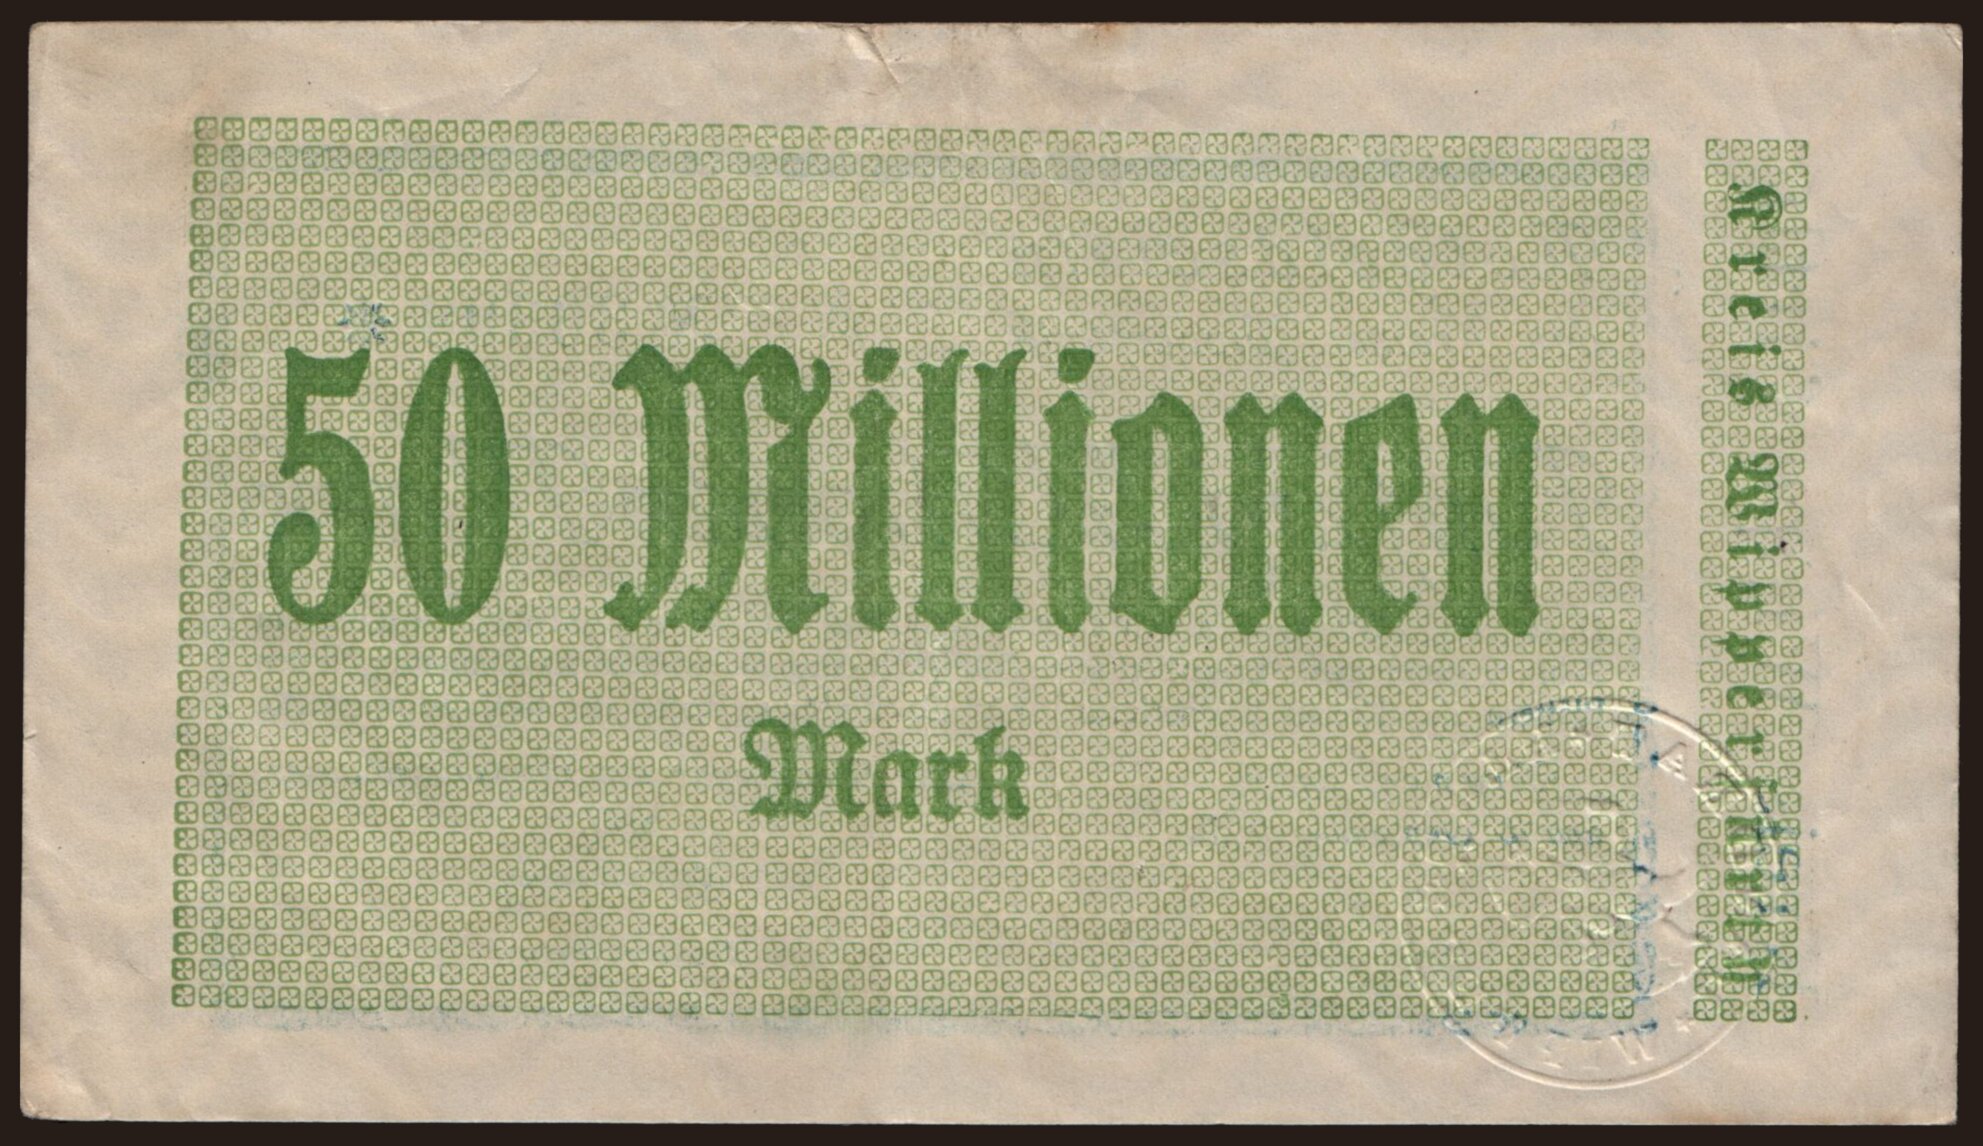 50 Millionen
Mark
Kreis Wipperfürth